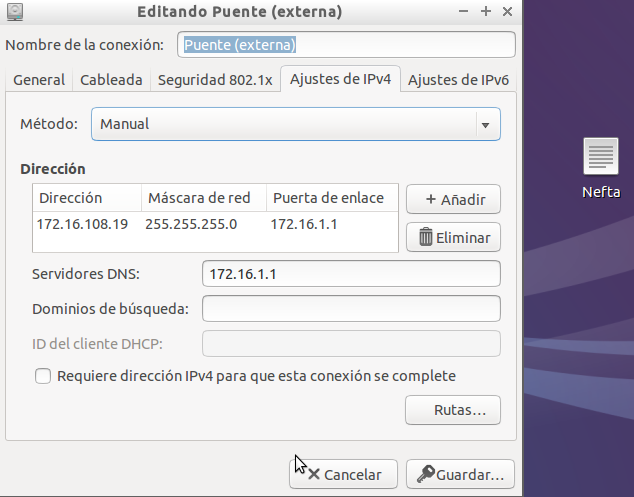 Editando Puente (externa)
Nombre de la conexión: Puente (externa)
General Cableada Seguridad 802.1x Ajustes de IPv4 Ajustes de IPv6
Método: Manual
Dirección
Dirección Máscara de red Puerta de enlace
172.16.108.19 255.255.255.0 172.16.1.1
+ Añadir
Eliminar
Servidores DNS: 172.16.1.1
Dominios de búsqueda:
ID del cliente DHCP:
Requiere dirección IPv4 para que esta conexión se complete
Rutas...
Cancelar Guardar...
Nefta